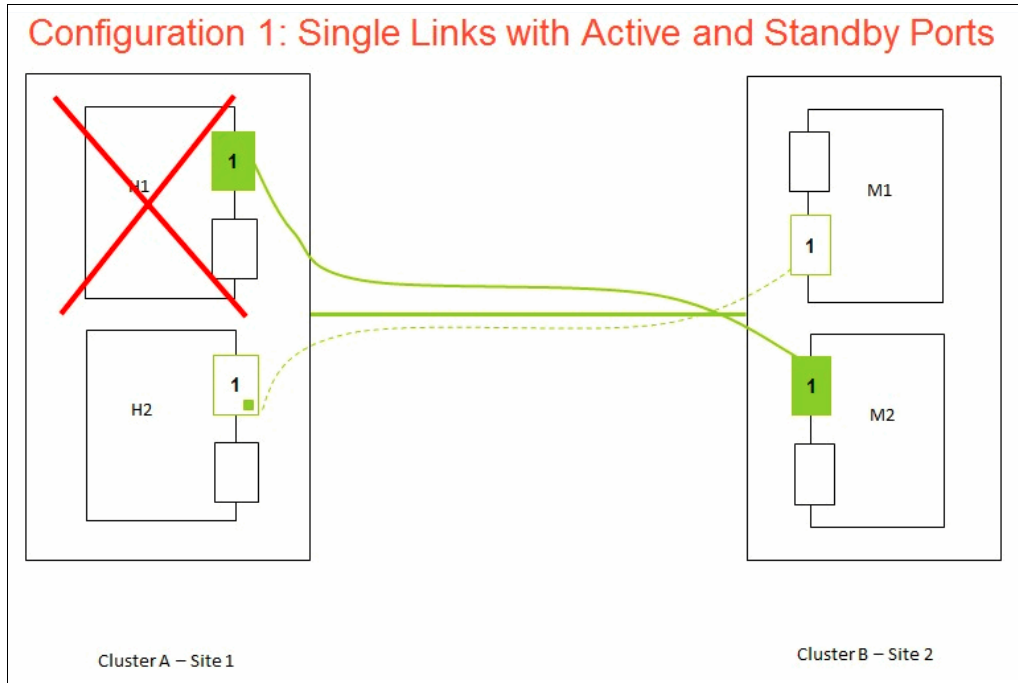 Configuration 1: Single Links with Active and Standby Ports
H1
1
H2
1
M1
1
M2
1
Cluster A – Site 1
Cluster B – Site 2